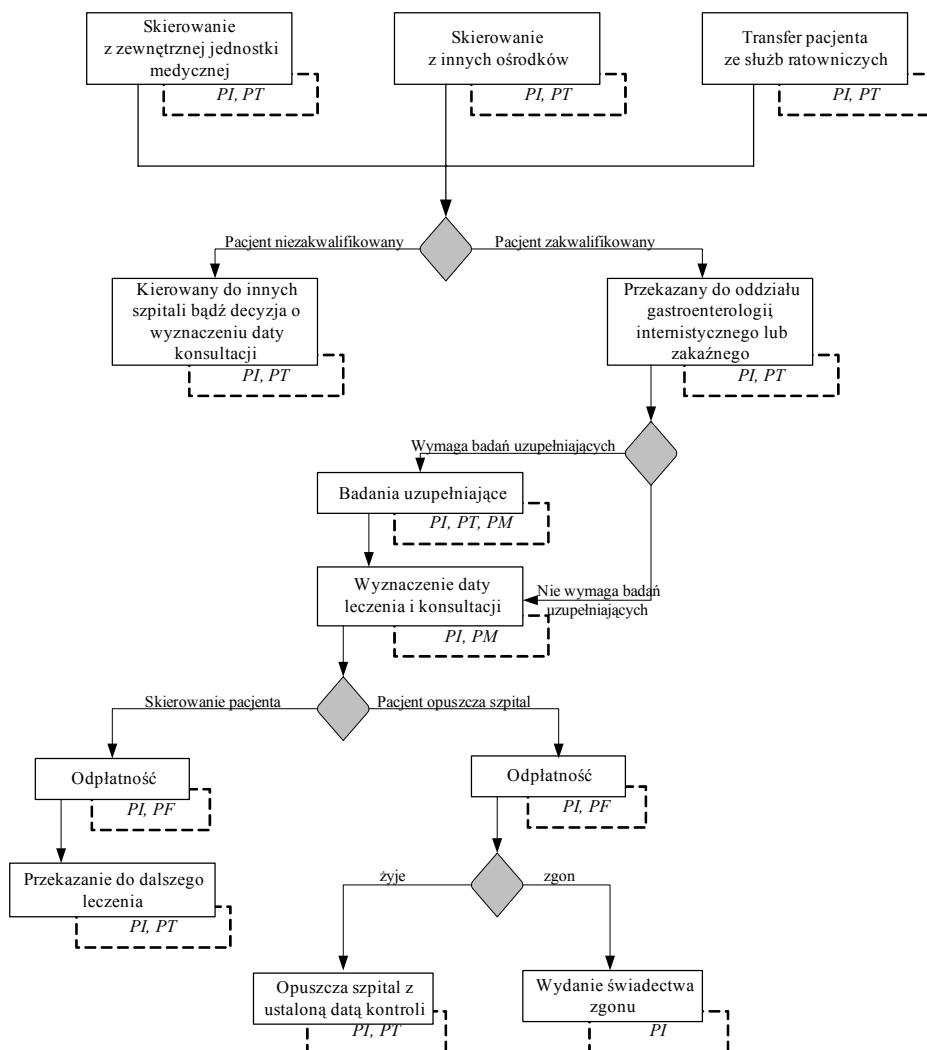 Skierowanie
z zewnętrznej jednostki
medycznej
PI, PT
Skierowanie
z innych ośrodków
PI, PT
Transfer pacjenta
ze służb ratowniczych
PI, PT
Pacjent niezakwalifikowany
Pacjent zakwalifikowany
Kierowany do innych
szpitali bądź decyzja o
wyznaczeniu daty
konsultacji
PI, PT
Przekazany do oddziału
gastroenterologii,
internistycznego lub
zakaźnego
PI, PT
Wymaga badań uzupełniających
Badania uzupełniające
PI, PT, PM
Wyznaczenie daty
leczenia i konsultacji
PI, PM
Nie wymaga badań
uzupełniających
Skierowanie pacjenta
Pacjent opuszcza szpital
Odpłatność
PI, PF
Odpłatność
PI, PF
Przekazanie do dalszego
leczenia
PI, PT
żyje
zgon
Opuszcza szpital z
ustaloną datą kontroli
PI, PT
Wydanie świadectwa
zgonu
PI